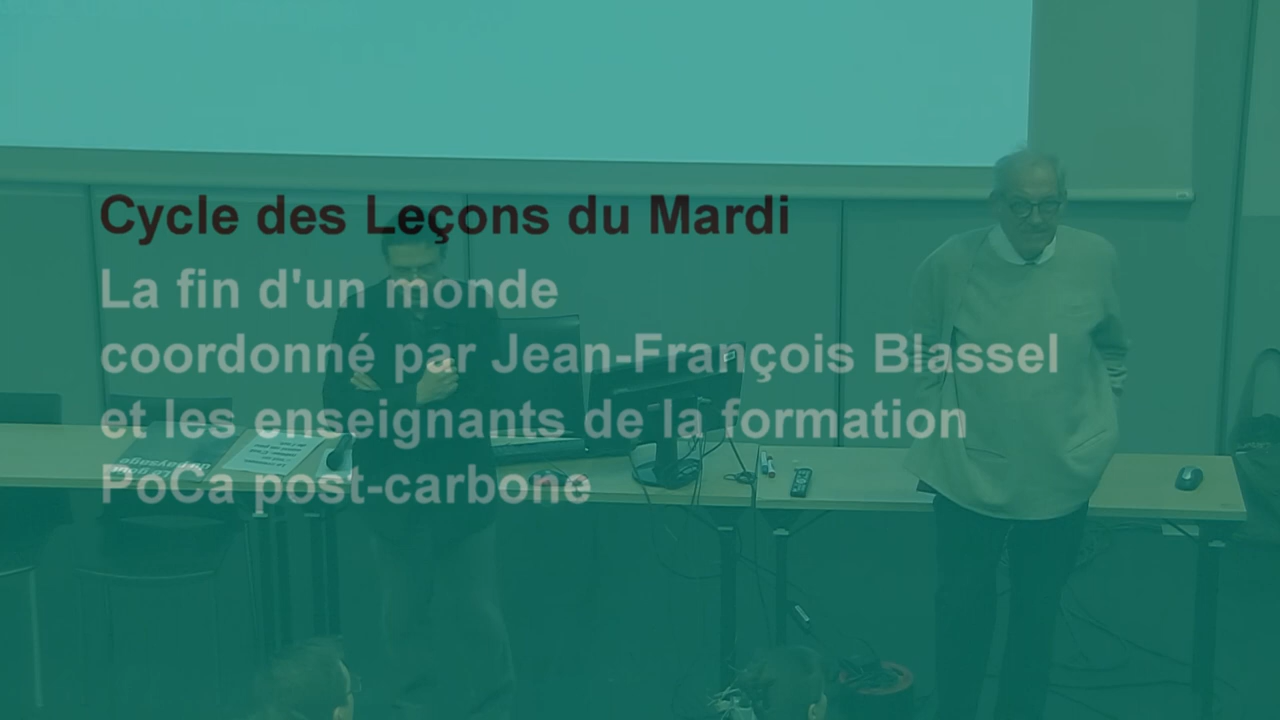 Cycle des Leçons du Mardi
La fin d'un monde
coordonné par Jean-François Blassel
et les enseignants de la formation
PoCa post-carbone